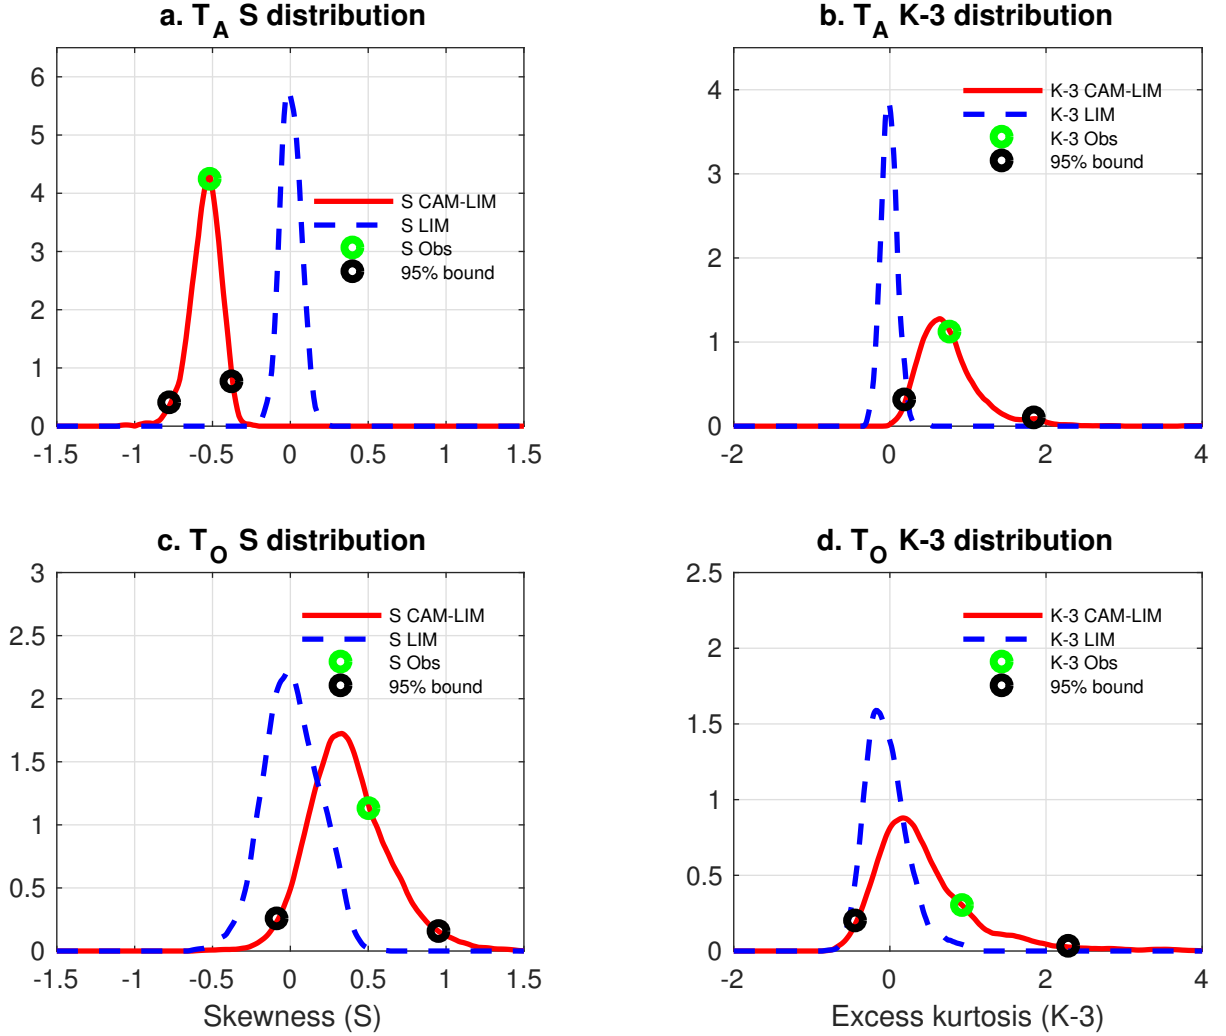 a. T_A S distribution
6
5
4
3
2
1
0
-1.5 -1 -0.5 0 0.5 1 1.5
S CAM-LIM
S LIM
S Obs
95% bound
b. T_A K-3 distribution
4
3
2
1
0
-2 0 2 4
K-3 CAM-LIM
K-3 LIM
K-3 Obs
95% bound
c. T_O S distribution
3
2.5
2
1.5
1
0.5
0
-1.5 -1 -0.5 0 0.5 1 1.5
Skewness (S)
S CAM-LIM
S LIM
S Obs
95% bound
d. T_O K-3 distribution
2.5
2
1.5
1
0.5
0
-2 0 2 4
Excess kurtosis (K-3)
K-3 CAM-LIM
K-3 LIM
K-3 Obs
95% bound